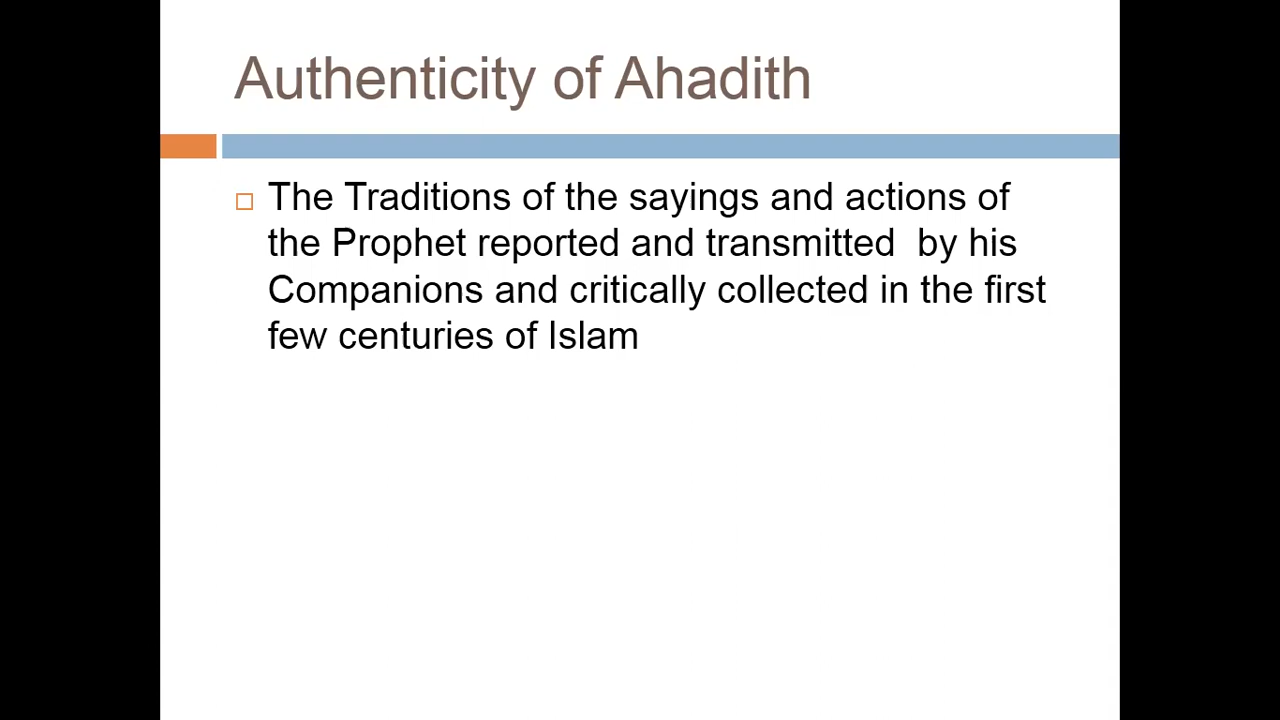 Authenticity of Ahadith
The Traditions of the sayings and actions of
the Prophet reported and transmitted  by his
Companions and critically collected in the first
few centuries of Islam